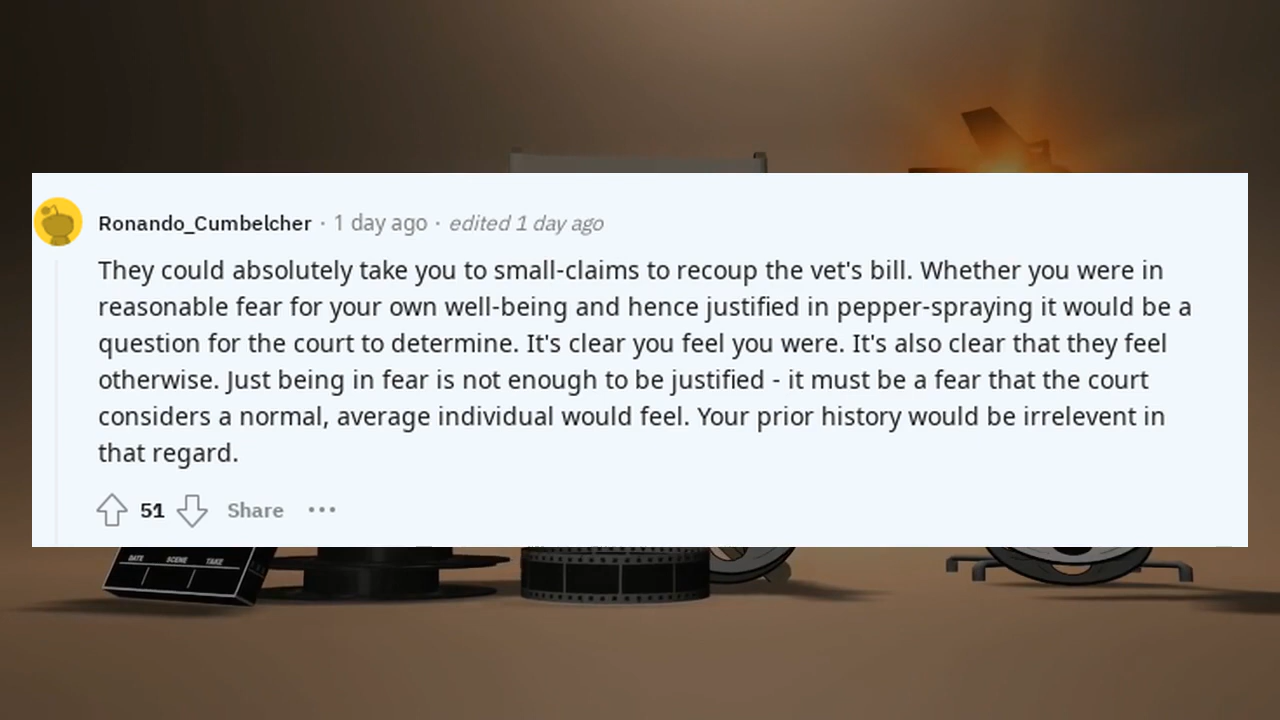 Ronando_Cumbelcher · 1 day ago · edited 1 day ago
They could absolutely take you to small-claims to recoup the vet's bill. Whether you were in
reasonable fear for your own well-being and hence justified in pepper-spraying it would be a
question for the court to determine. It's clear you feel you were. It's also clear that they feel
otherwise. Just being in fear is not enough to be justified - it must be a fear that the court
considers a normal, average individual would feel. Your prior history would be irrelevent in
that regard.
51 Share •••
DATE SCENE TAKE